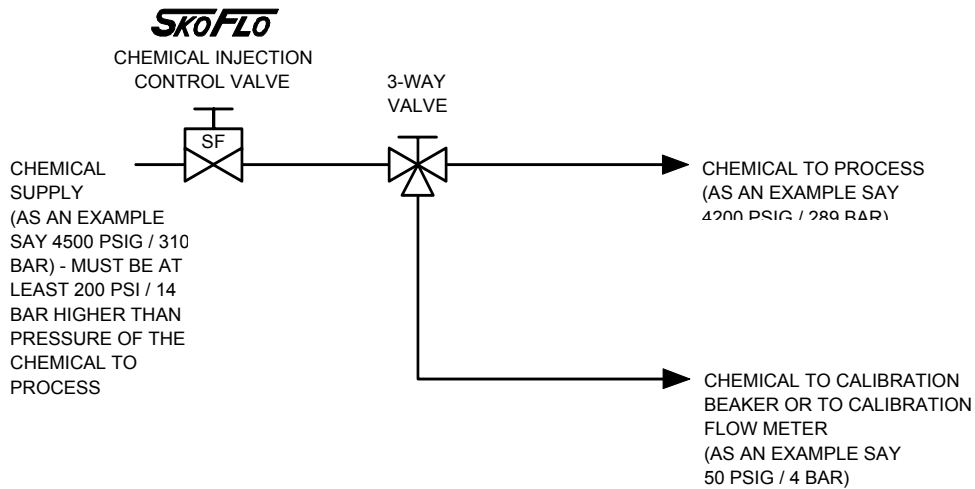 SKOFLO
CHEMICAL INJECTION
CONTROL VALVE
3-WAY
VALVE
SF
CHEMICAL
SUPPLY
(AS AN EXAMPLE
SAY 4500 PSIG / 310
BAR) - MUST BE AT
LEAST 200 PSI / 14
BAR HIGHER THAN
PRESSURE OF THE
CHEMICAL TO
PROCESS
CHEMICAL TO PROCESS
(AS AN EXAMPLE SAY
4200 PSIG / 289 BAR)
CHEMICAL TO CALIBRATION
BEAKER OR TO CALIBRATION
FLOW METER
(AS AN EXAMPLE SAY
50 PSIG / 4 BAR)